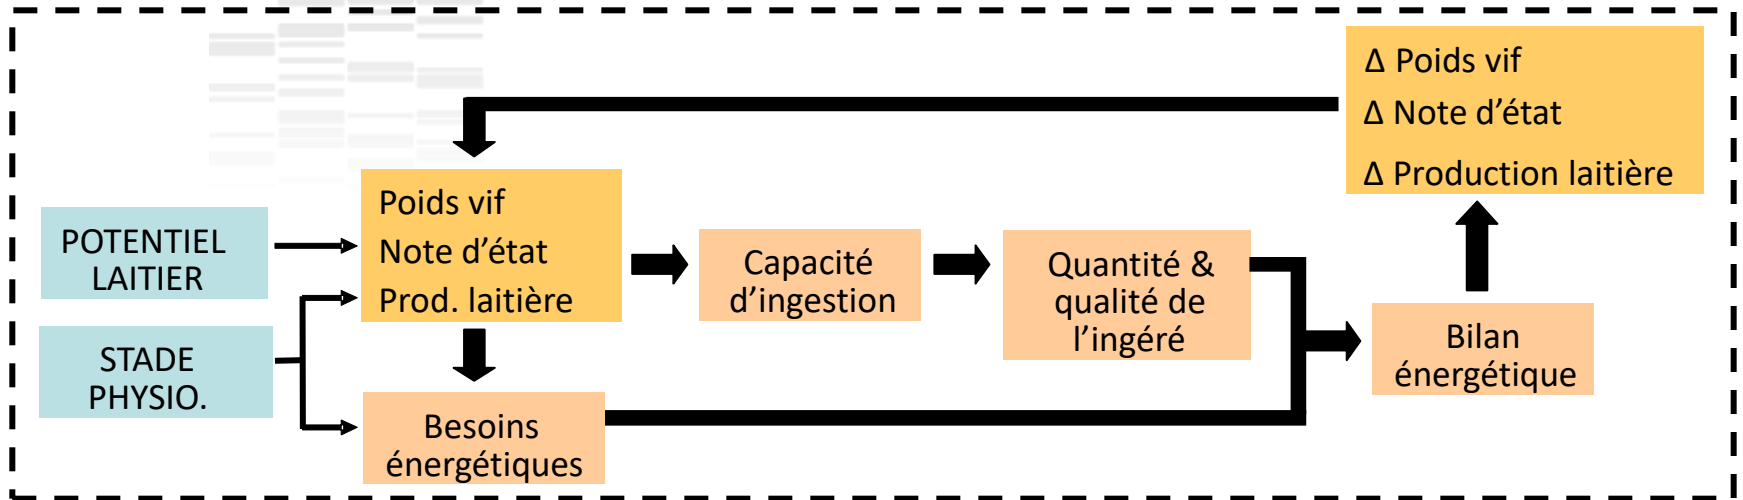 Δ Poids vif
Δ Note d’état
Δ Production laitière
POTENTIEL
LAITIER
STADE
PHYSIO.
Poids vif
Note d’état
Prod. laitière
Besoins
énergétiques
Capacité
d’ingestion
Quantité &
qualité de
l’ingéré
Bilan
énergétique